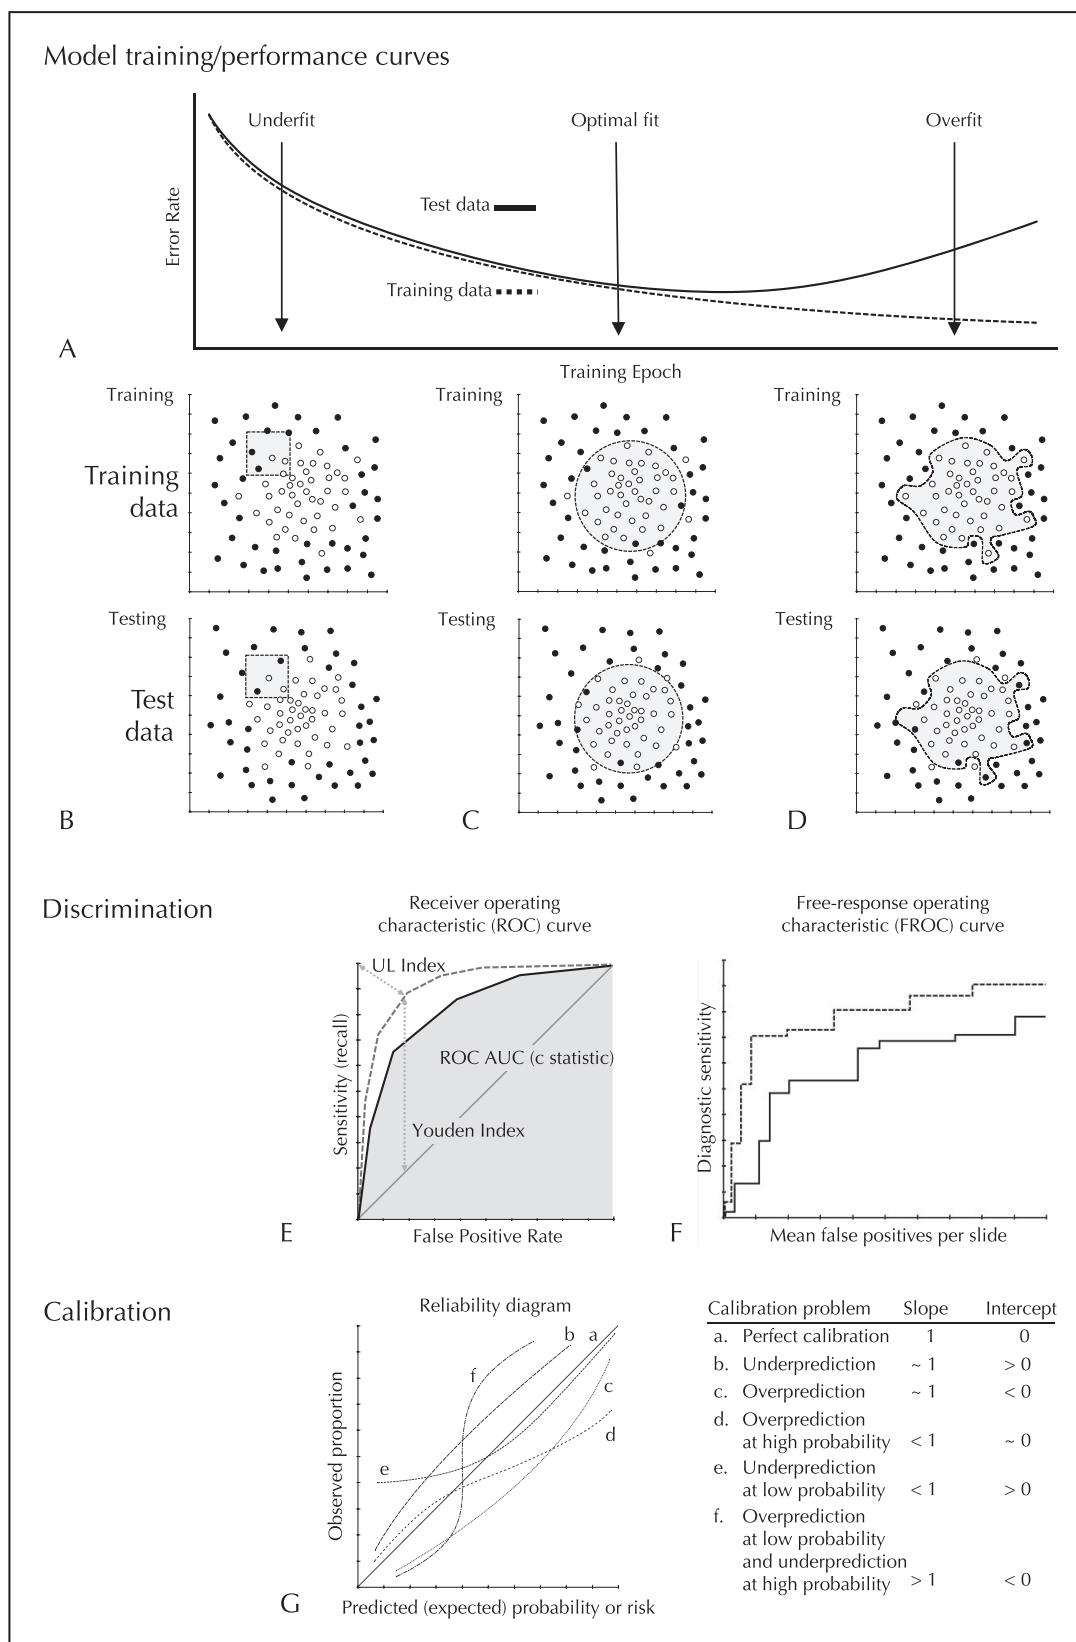 Model training/performance curves
Underfit
Optimal fit
Overfit
Test data
Training data
Error Rate
A
Training Epoch
Training
Training
Training
Training
data
Testing
Testing
Testing
Test
data
B
C
D
Discrimination
Receiver operating
characteristic (ROC) curve
Free-response operating
characteristic (FROC) curve
UL Index
ROC AUC (c statistic)
Youden Index
Sensitivity (recall)
Diagnostic sensitivity
E
False Positive Rate
F
Mean false positives per slide
Calibration
Reliability diagram
b
a
f
c
d
e
Observed proportion
G
Predicted (expected) probability or risk
Calibration problem Slope Intercept
a. Perfect calibration 1 0
b. Underprediction ~ 1 > 0
c. Overprediction ~ 1 < 0
d. Overprediction
at high probability < 1 ~ 0
e. Underprediction
at low probability < 1 > 0
f. Overprediction
at low probability
and underprediction
at high probability > 1 < 0